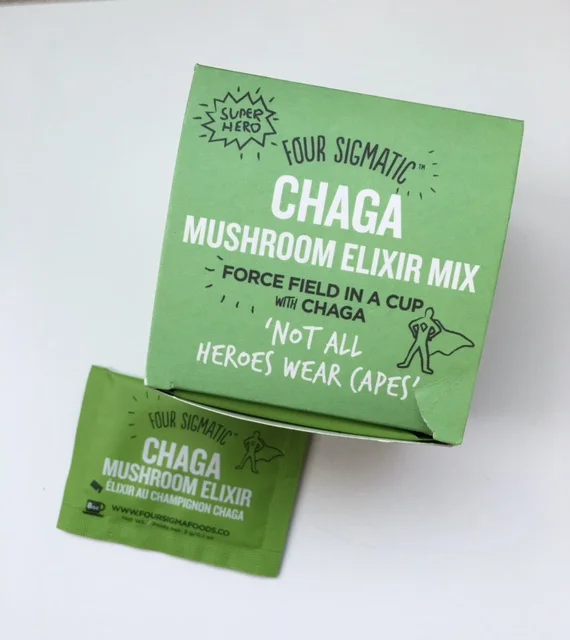 SUPER
HERO
FOUR SIGMATIC™
CHAGA
MUSHROOM ELIXIR MIX
FORCE FIELD IN A CUP
WITH CHAGA
'NOT ALL
HEROES WEAR CAPES'
FOUR SIGMATIC™
CHAGA
MUSHROOM ELIXIR
ÉLIXIR AU CHAMPIGNON CHAGA
WWW.FOURSIGMAFOODS.CO